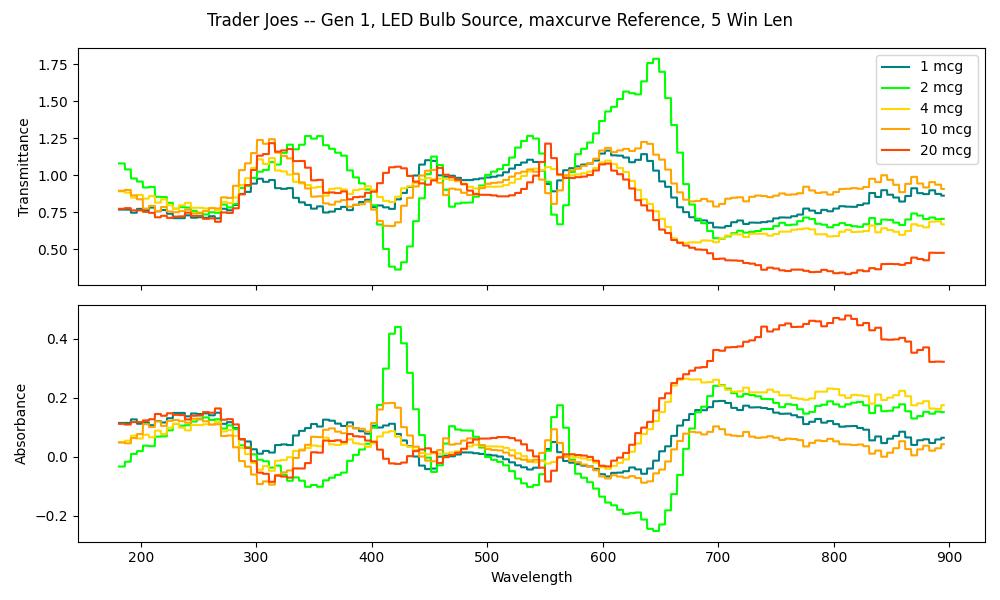 Trader Joes -- Gen 1, LED Bulb Source, maxcurve Reference, 5 Win Len
1.75
1.50
1.25
1.00
0.75
0.50
Transmittance
1 mcg
2 mcg
4 mcg
10 mcg
20 mcg
0.4
0.2
0.0
−0.2
Absorbance
200 300 400 500 600 700 800 900
Wavelength